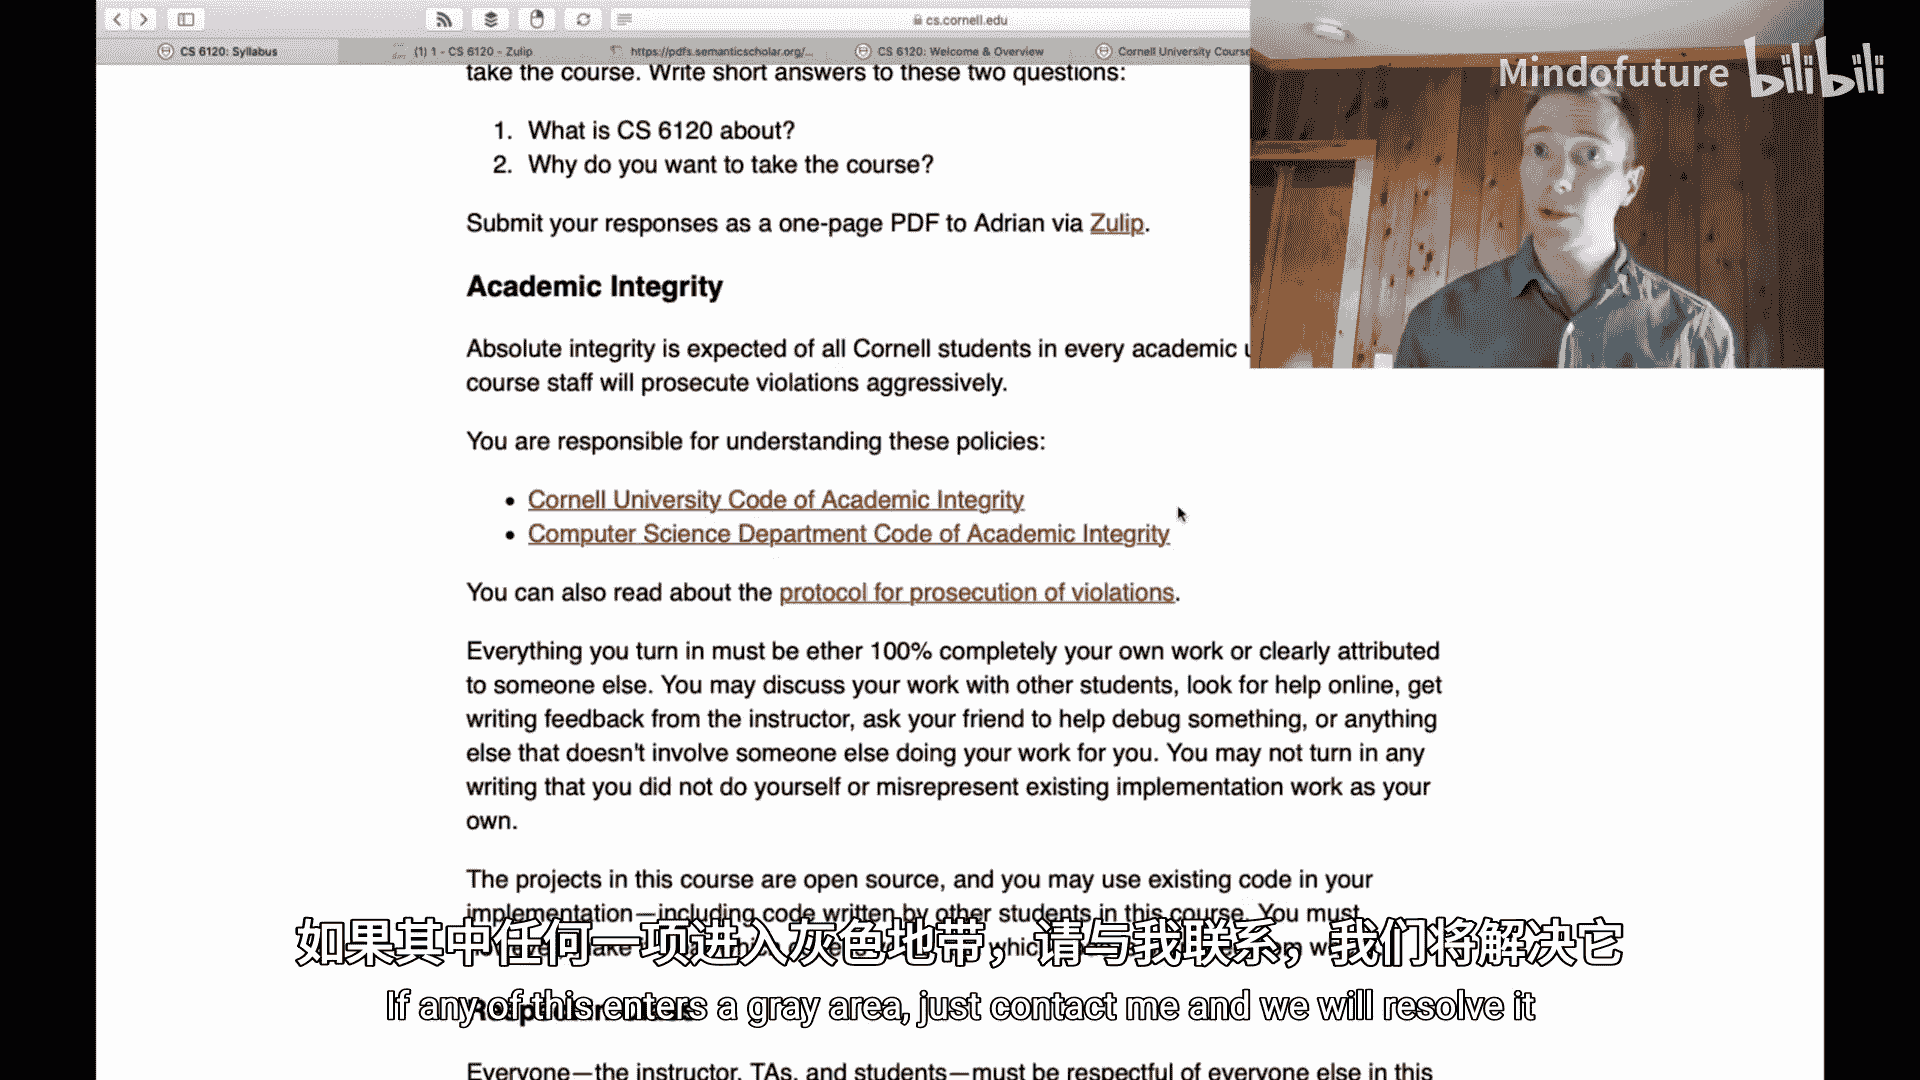 cs.cornell.edu
CS 6120: Syllabus
(1) 1 - CS 6120 - Zulip
https://pdfs.semanticscholar.org/...
CS 6120: Welcome & Overview
Cornell University Course
Mindofuture bilibili
take the course. Write short answers to these two questions:
1. What is CS 6120 about?
2. Why do you want to take the course?
Submit your responses as a one-page PDF to Adrian via Zulip.
Academic Integrity
Absolute integrity is expected of all Cornell students in every academic
course staff will prosecute violations aggressively.
You are responsible for understanding these policies:
• Cornell University Code of Academic Integrity
• Computer Science Department Code of Academic Integrity
You can also read about the protocol for prosecution of violations.
Everything you turn in must be ether 100% completely your own work or clearly attributed
to someone else. You may discuss your work with other students, look for help online, get
writing feedback from the instructor, ask your friend to help debug something, or anything
else that doesn't involve someone else doing your work for you. You may not turn in any
writing that you did not do yourself or misrepresent existing implementation work as your
own.
The projects in this course are open source, and you may use existing code in your
implementation—including code written by other students in this course. You must,
如果其中任何一项进入灰色地带，请与我联系，我们将解决它
If any of this enters a gray area, just contact me and we will resolve it
Everyone—the instructor, TAs, and students—must be respectful of everyone else in this